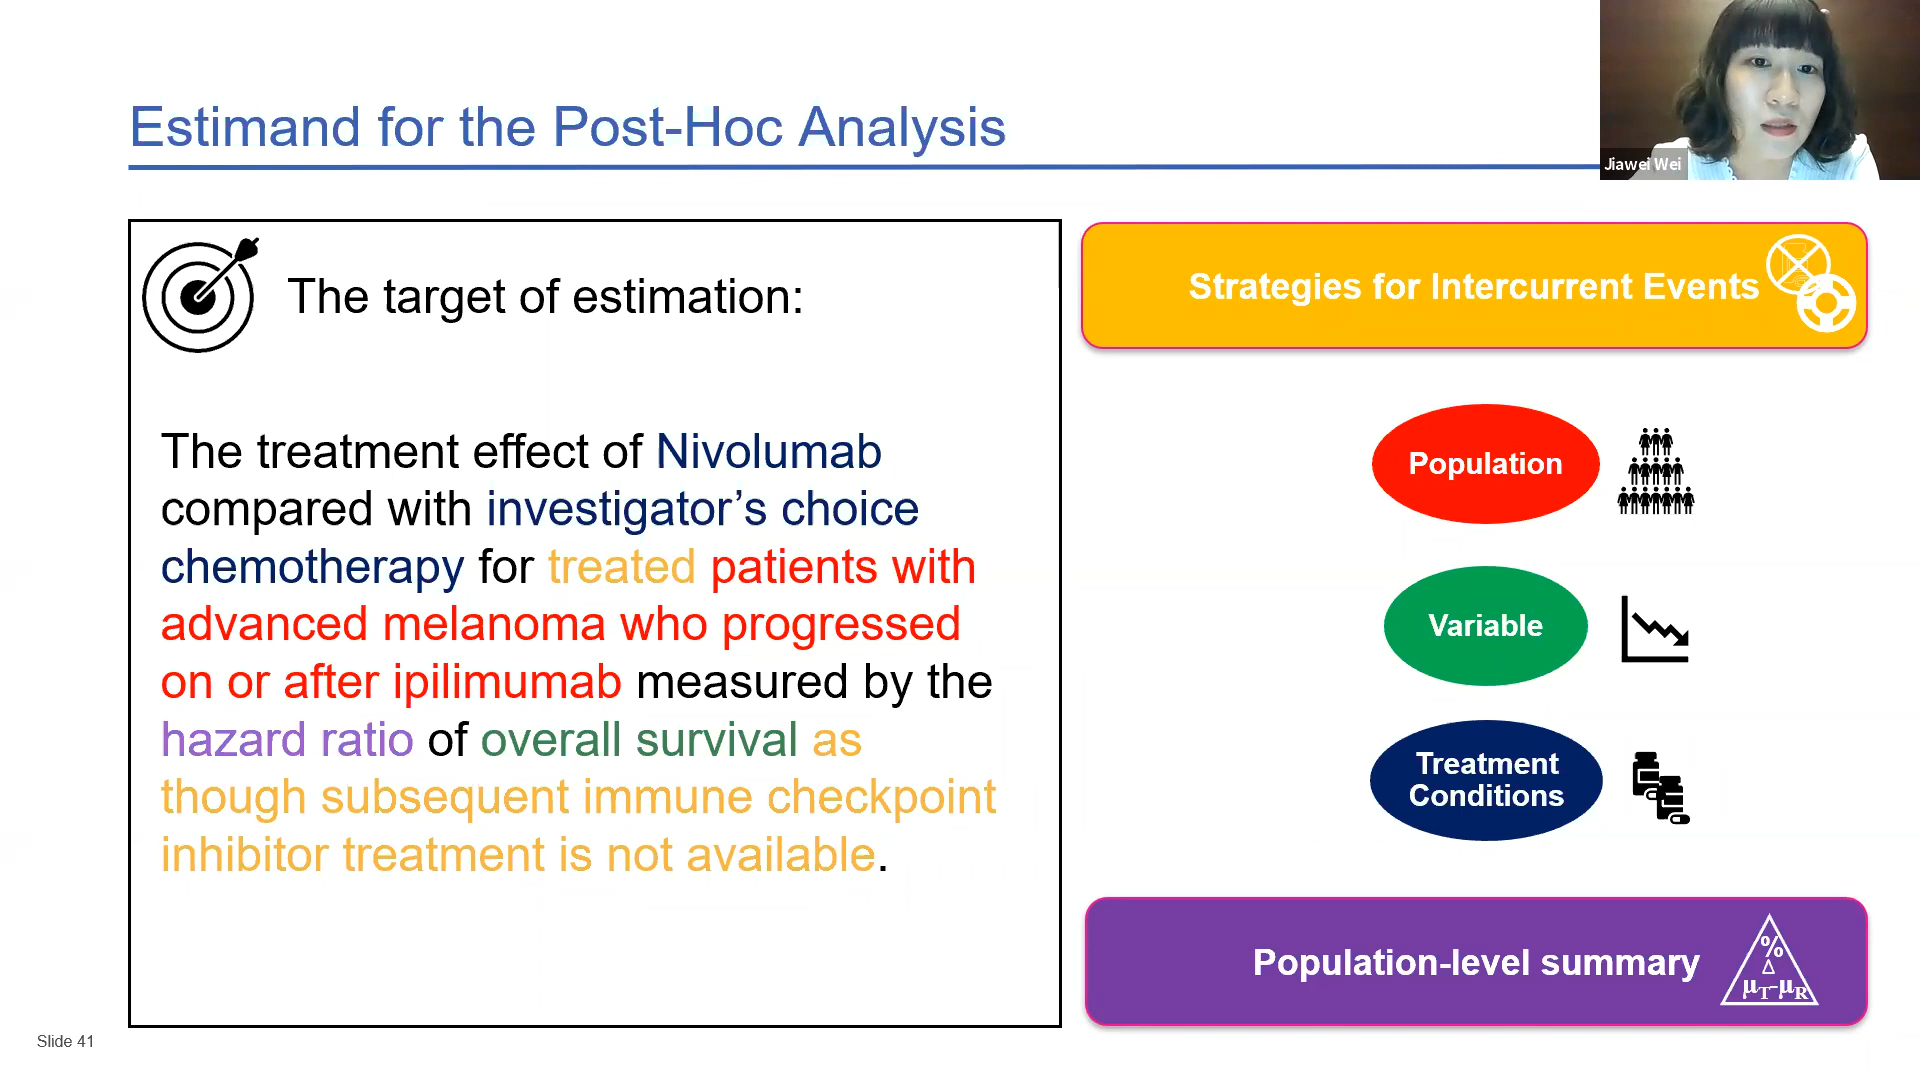 Estimand for the Post-Hoc Analysis
Jiawei Wei
The target of estimation:
The treatment effect of Nivolumab
compared with investigator’s choice
chemotherapy for treated patients with
advanced melanoma who progressed
on or after ipilimumab measured by the
hazard ratio of overall survival as
though subsequent immune checkpoint
inhibitor treatment is not available.
Strategies for Intercurrent Events
Population
Variable
Treatment
Conditions
Population-level summary
%
Δ
μT-μR
Slide 41